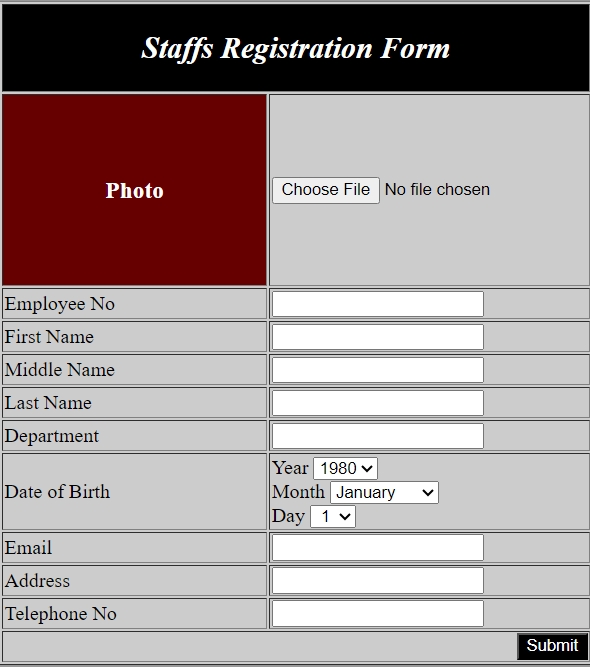 Staffs Registration Form
Photo
Choose File No file chosen
Employee No
First Name
Middle Name
Last Name
Department
Date of Birth
Year 1980
Month January
Day 1
Email
Address
Telephone No
Submit